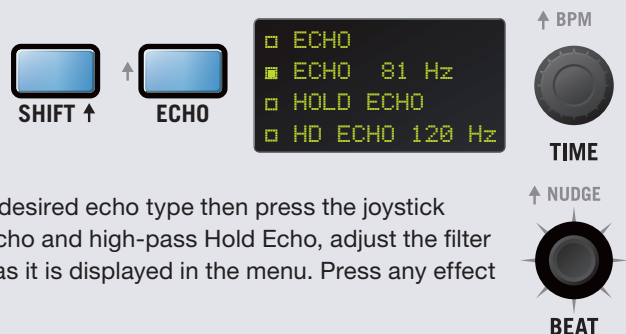 SHIFT ↑
↑ ECHO
ECHO
ECHO 81 Hz
HOLD ECHO
HD ECHO 120 Hz
↑ BPM
TIME
desired echo type then press the joystick
cho and high-pass Hold Echo, adjust the filter
as it is displayed in the menu. Press any effect
↑ NUDGE
BEAT